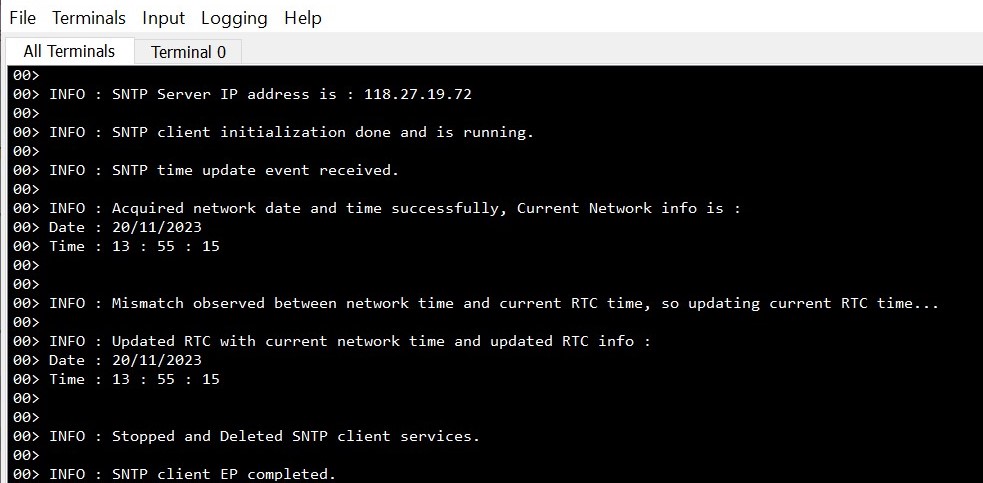 File Terminals Input Logging Help
All Terminals Terminal 0
00>
00> INFO : SNTP Server IP address is : 118.27.19.72
00>
00> INFO : SNTP client initialization done and is running.
00>
00> INFO : SNTP time update event received.
00>
00> INFO : Acquired network date and time successfully, Current Network info is :
00> Date : 20/11/2023
00> Time : 13 : 55 : 15
00>
00>
00> INFO : Mismatch observed between network time and current RTC time, so updating current RTC time...
00>
00> INFO : Updated RTC with current network time and updated RTC info :
00> Date : 20/11/2023
00> Time : 13 : 55 : 15
00>
00>
00> INFO : Stopped and Deleted SNTP client services.
00>
00> INFO : SNTP client EP completed.